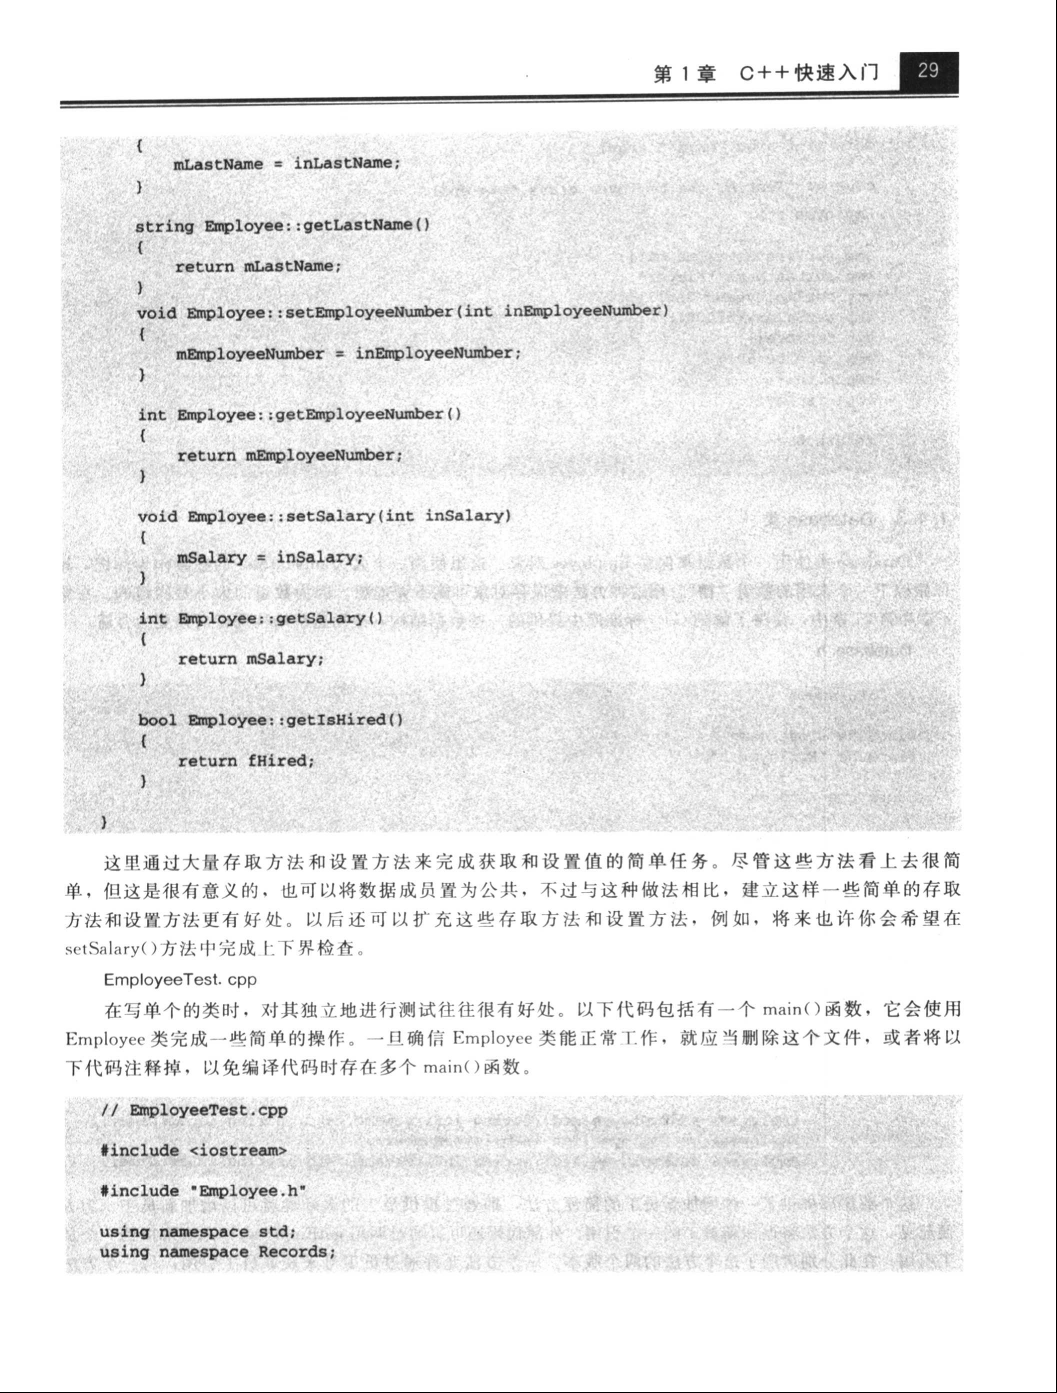 第 1 章 C++快速入门 29
{
mLastName = inLastName;
}
string Employee::getLastName()
{
return mLastName;
}
void Employee::setEmployeeNumber(int inEmployeeNumber)
{
mEmployeeNumber = inEmployeeNumber;
}
int Employee::getEmployeeNumber()
{
return mEmployeeNumber;
}
void Employee::setSalary(int inSalary)
{
mSalary = inSalary;
}
int Employee::getSalary()
{
return mSalary;
}
bool Employee::getIsHired()
{
return fHired;
}
}
这里通过大量存取方法和设置方法来完成获取和设置值的简单任务。尽管这些方法看上去很简
单，但这是很有意义的，也可以将数据成员置为公共，不过与这种做法相比，建立这样一些简单的存取
方法和设置方法更有好处。以后还可以扩充这些存取方法和设置方法，例如，将来也许你会希望在
setSalary()方法中完成上下界检查。
EmployeeTest. cpp
在写单个的类时，对其独立地进行测试往往很有好处。以下代码包括有一个 main()函数，它会使用
Employee 类完成一些简单的操作。一旦确信 Employee 类能正常工作，就应当删除这个文件，或者将以
下代码注释掉，以免编译代码时存在多个 main()函数。
// EmployeeTest.cpp
#include <iostream>
#include "Employee.h"
using namespace std;
using namespace Records;